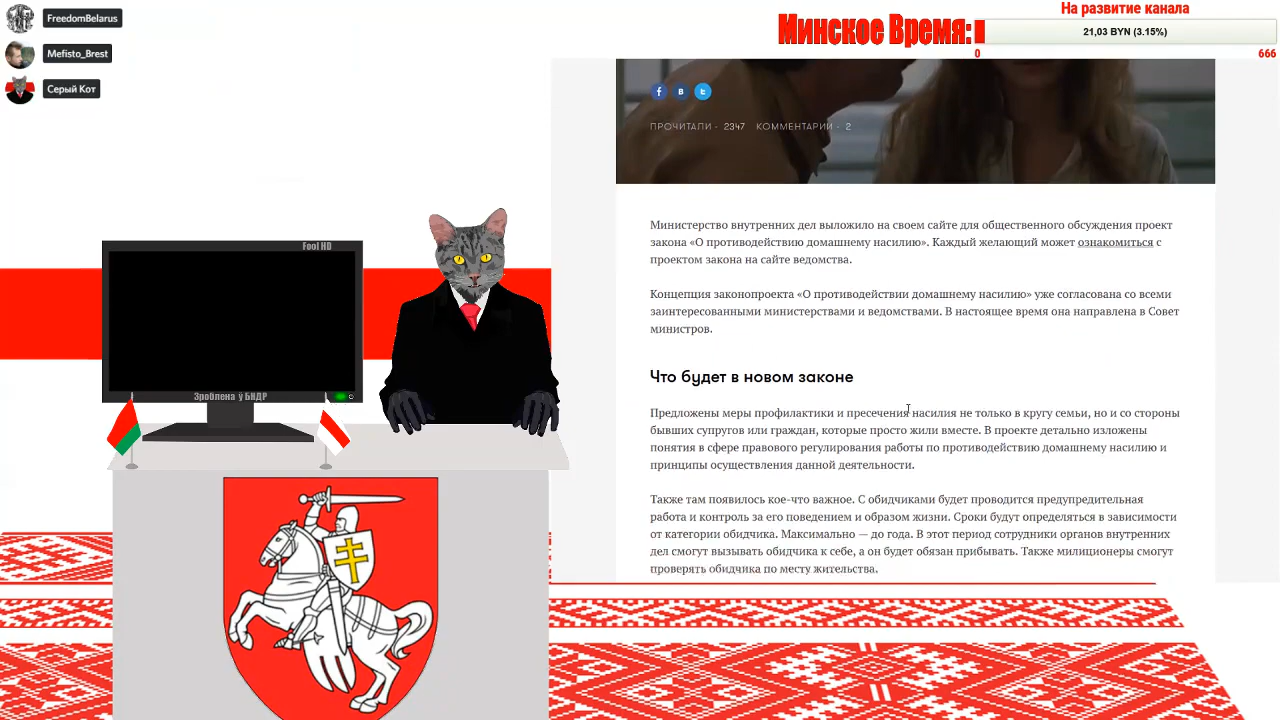 FreedomBelarus
Mefisto_Brest
Серый Кот
Минское Время:
На развитие канала
21,03 BYN (3.15%)
0
666
ПРОЧИТАЛИ - 2347 КОММЕНТАРИИ - 2
Министерство внутренних дел выложило на своем сайте для общественного обсуждения проект
закона «О противодействию домашнему насилию». Каждый желающий может ознакомиться с
проектом закона на сайте ведомства.
Концепция законопроекта «О противодействии домашнему насилию» уже согласована со всеми
заинтересованными министерствами и ведомствами. В настоящее время она направлена в Совет
министров.
Что будет в новом законе
Предложены меры профилактики и пресечения насилия не только в кругу семьи, но и со стороны
бывших супругов или граждан, которые просто жили вместе. В проекте детально изложены
понятия в сфере правового регулирования работы по противодействию домашнему насилию и
принципы осуществления данной деятельности.
Также там появилось кое-что важное. С обидчиками будет проводится предупредительная
работа и контроль за его поведением и образом жизни. Сроки будут определяться в зависимости
от категории обидчика. Максимально — до года. В этот период сотрудники органов внутренних
дел смогут вызывать обидчика к себе, а он будет обязан прибывать. Также милиционеры смогут
проверять обидчика по месту жительства.
Fool HD
Зроблена ў БНДР